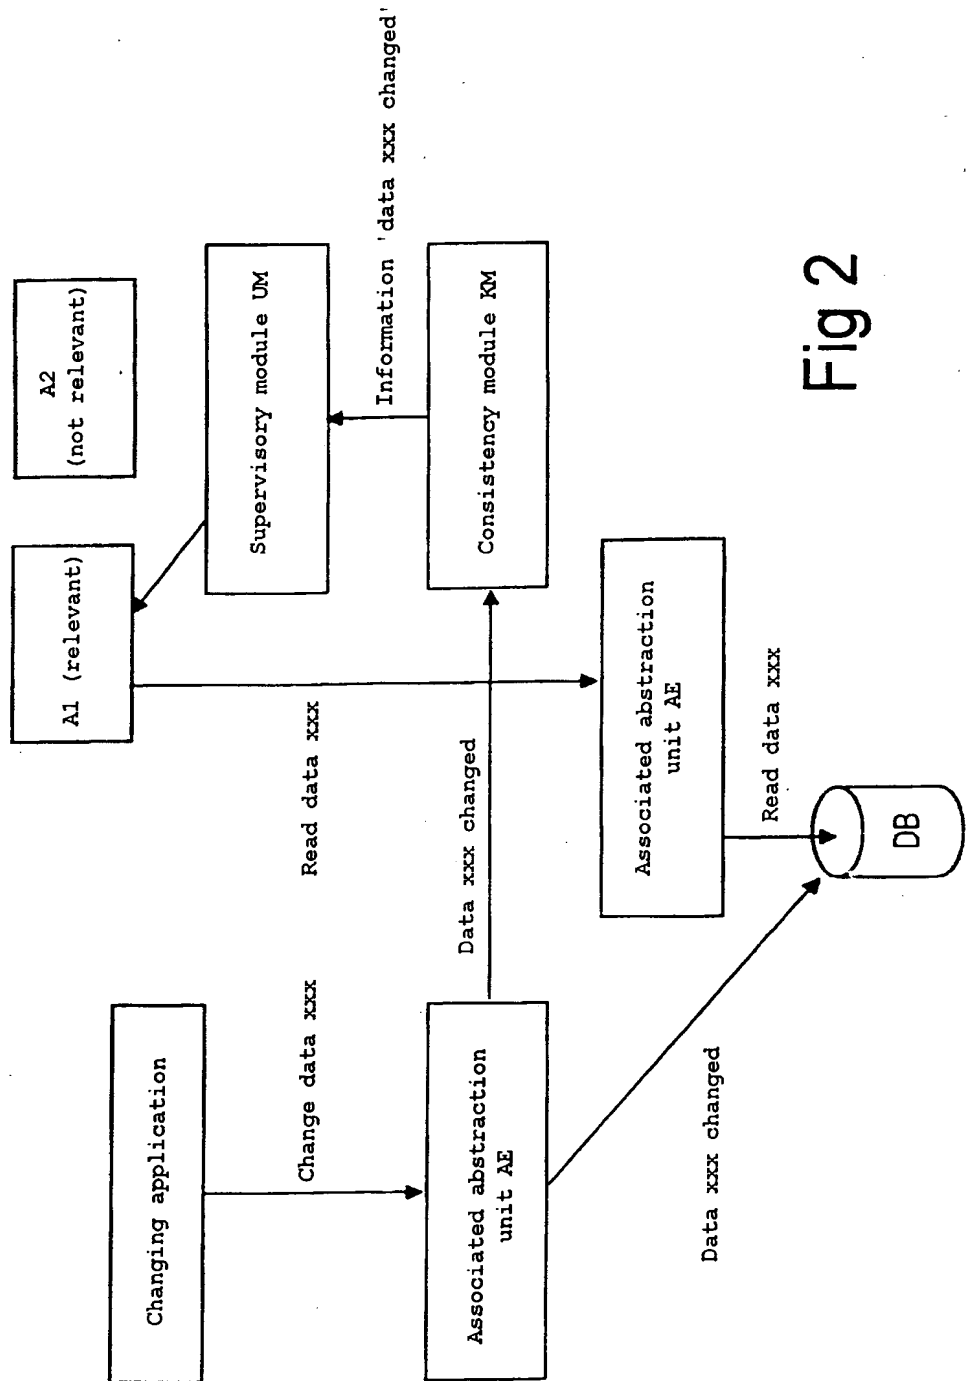 A1 (relevant)
A2
(not relevant)
Changing application
Supervisory module UM
Change data xxx
Read data xxx
Information 'data xxx changed'
Associated abstraction
unit AE
Data xxx changed
Consistency module KM
Associated abstraction
unit AE
Data xxx changed
Read data xxx
DB
Fig 2